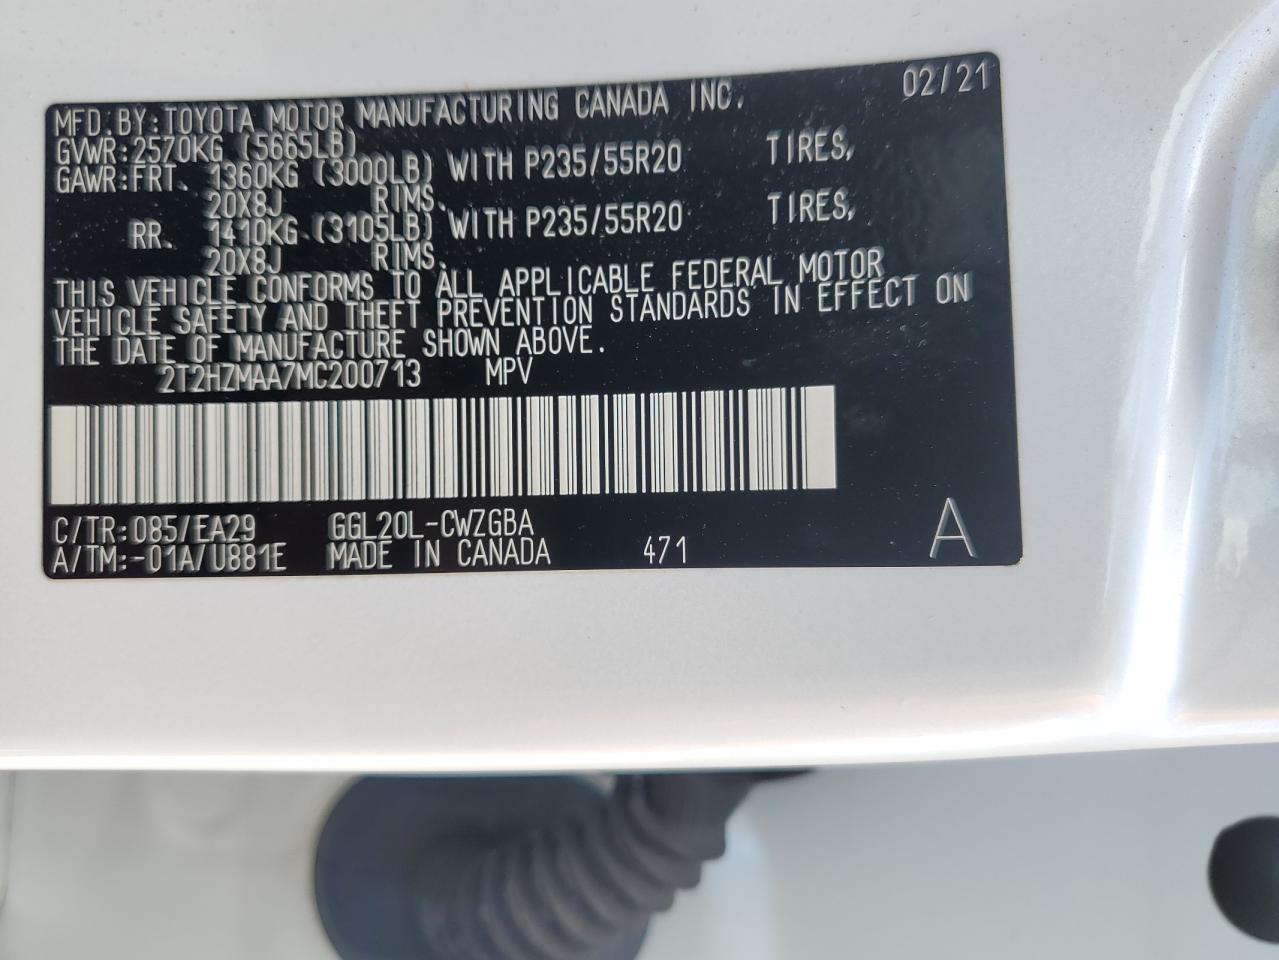 MFD.BY:TOYOTA MOTOR MANUFACTURING CANADA INC. 02/21
GVWR:2570KG (5665LB)
GAWR:FRT. 1360KG (3000LB) WITH P235/55R20 TIRES,
20X8J RIMS.
RR. 1410KG (3105LB) WITH P235/55R20 TIRES,
20X8J RIMS.
THIS VEHICLE CONFORMS TO ALL APPLICABLE FEDERAL MOTOR
VEHICLE SAFETY AND THEFT PREVENTION STANDARDS IN EFFECT ON
THE DATE OF MANUFACTURE SHOWN ABOVE.
2T2HZMAA7MC200713 MPV
C/TR:085/EA29 GGL20L-CWZGBA
A/TM:-01A/U881E MADE IN CANADA 471 A